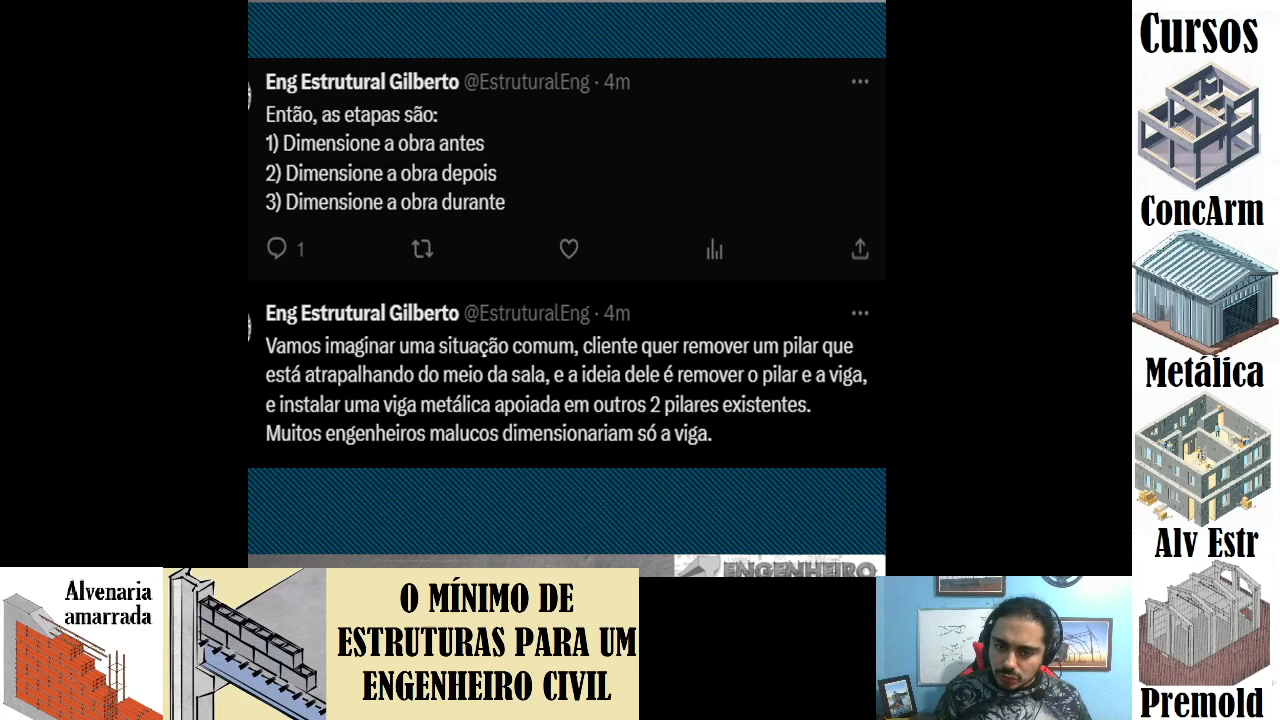 Eng Estrutural Gilberto @EstruturalEng · 4m
Então, as etapas são:
1) Dimensione a obra antes
2) Dimensione a obra depois
3) Dimensione a obra durante
1
Eng Estrutural Gilberto @EstruturalEng · 4m
Vamos imaginar uma situação comum, cliente quer remover um pilar que
está atrapalhando do meio da sala, e a ideia dele é remover o pilar e a viga,
e instalar uma viga metálica apoiada em outros 2 pilares existentes.
Muitos engenheiros malucos dimensionariam só a viga.
ENGENHEIRO
Alvenaria
amarrada
O MÍNIMO DE
ESTRUTURAS PARA UM
ENGENHEIRO CIVIL
Cursos
ConcArm
Metálica
Alv Estr
Premold